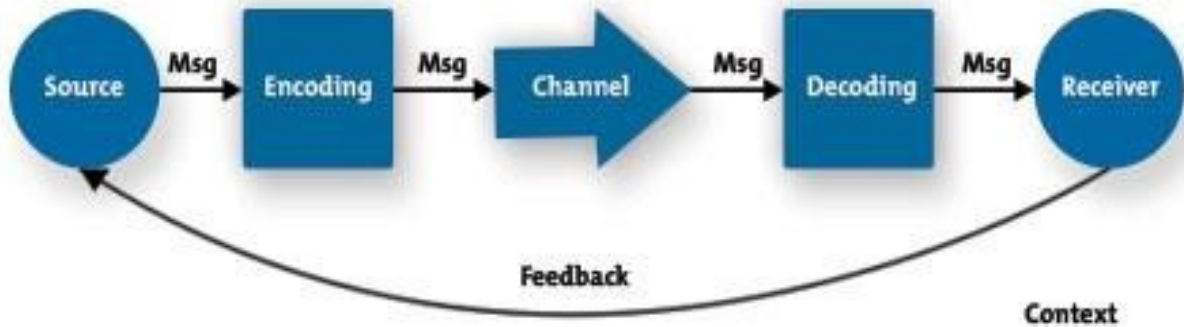 Msg Msg Msg Msg
Source Encoding Channel Decoding Receiver
Feedback
Context